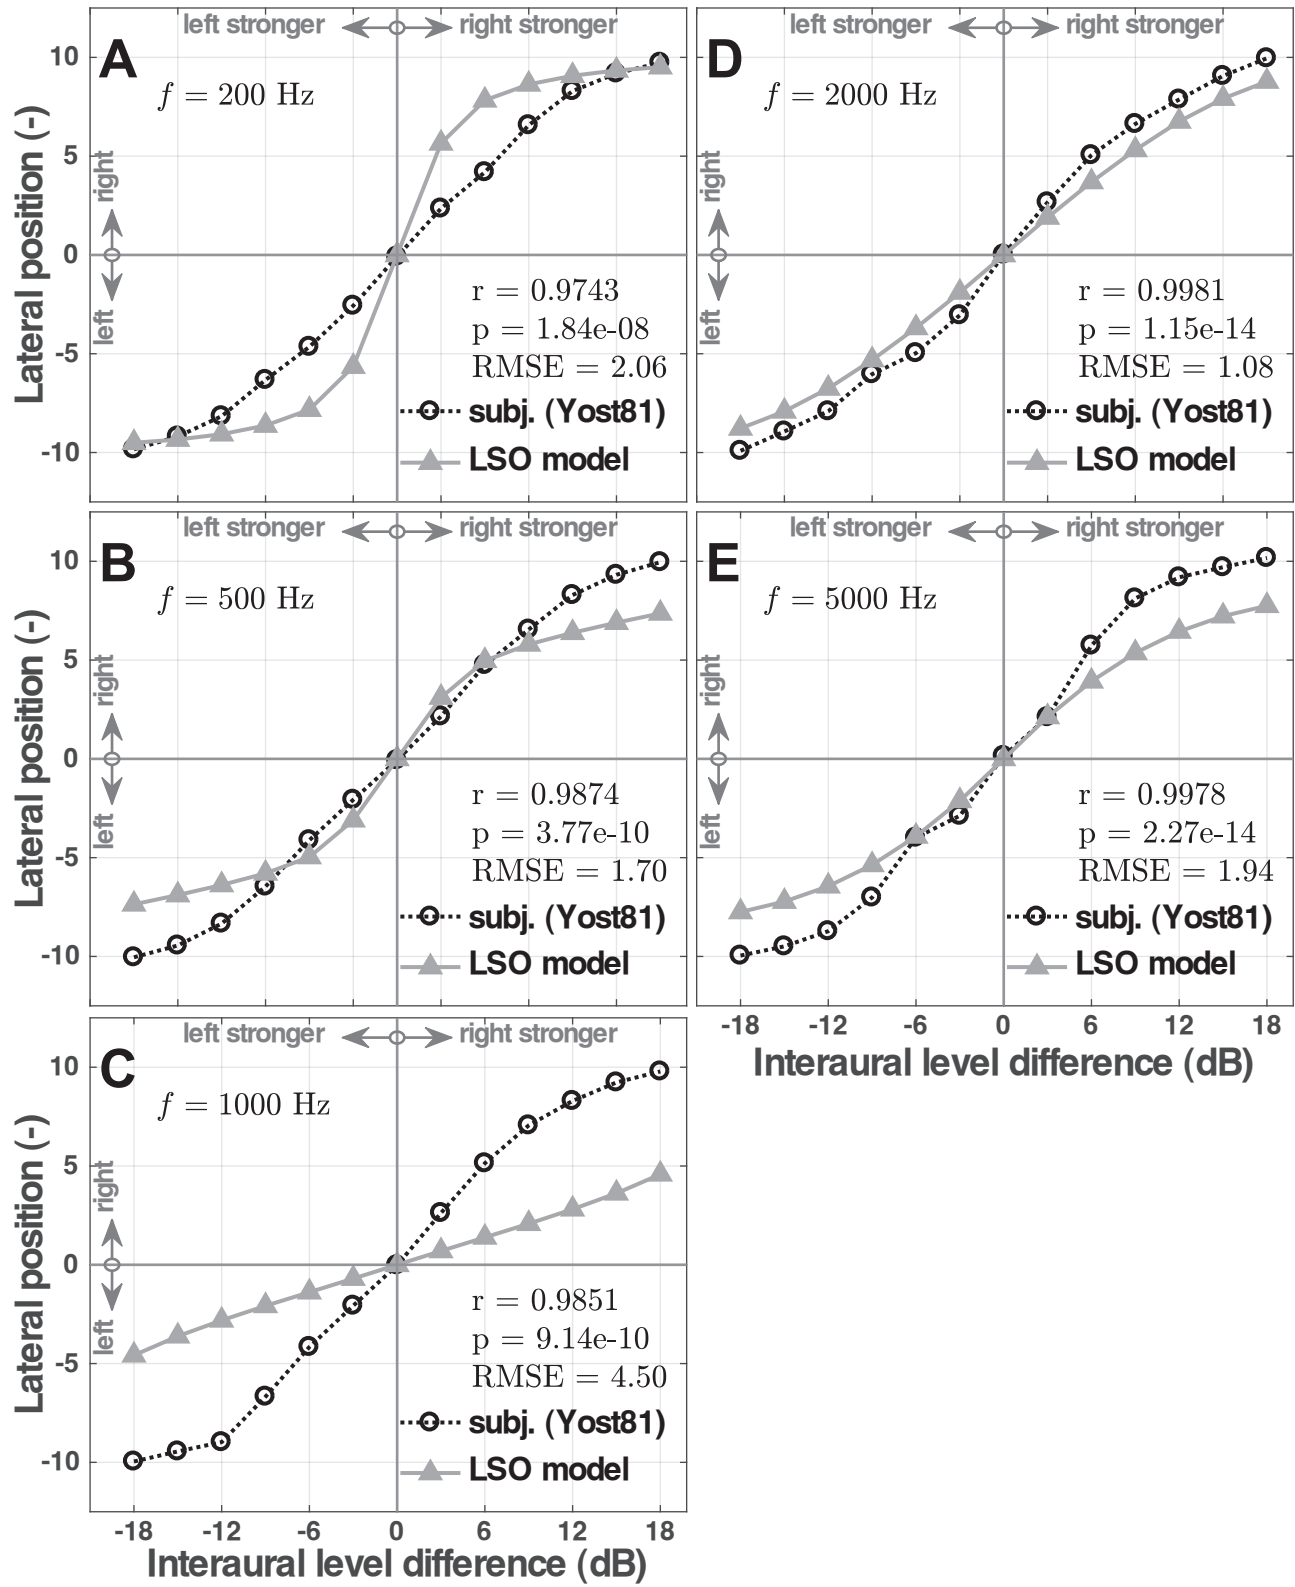 A
left stronger right stronger
f = 200 Hz
10
5
0
-5
-10
Lateral position (-)
right
left
r = 0.9743
p = 1.84e-08
RMSE = 2.06
subj. (Yost81)
LSO model
D
left stronger right stronger
f = 2000 Hz
right
left
r = 0.9981
p = 1.15e-14
RMSE = 1.08
subj. (Yost81)
LSO model
B
left stronger right stronger
f = 500 Hz
10
5
0
-5
-10
Lateral position (-)
right
left
r = 0.9874
p = 3.77e-10
RMSE = 1.70
subj. (Yost81)
LSO model
E
left stronger right stronger
f = 5000 Hz
right
left
r = 0.9978
p = 2.27e-14
RMSE = 1.94
subj. (Yost81)
LSO model
-18 -12 -6 0 6 12 18
Interaural level difference (dB)
C
left stronger right stronger
f = 1000 Hz
10
5
0
-5
-10
Lateral position (-)
right
left
r = 0.9851
p = 9.14e-10
RMSE = 4.50
subj. (Yost81)
LSO model
-18 -12 -6 0 6 12 18
Interaural level difference (dB)